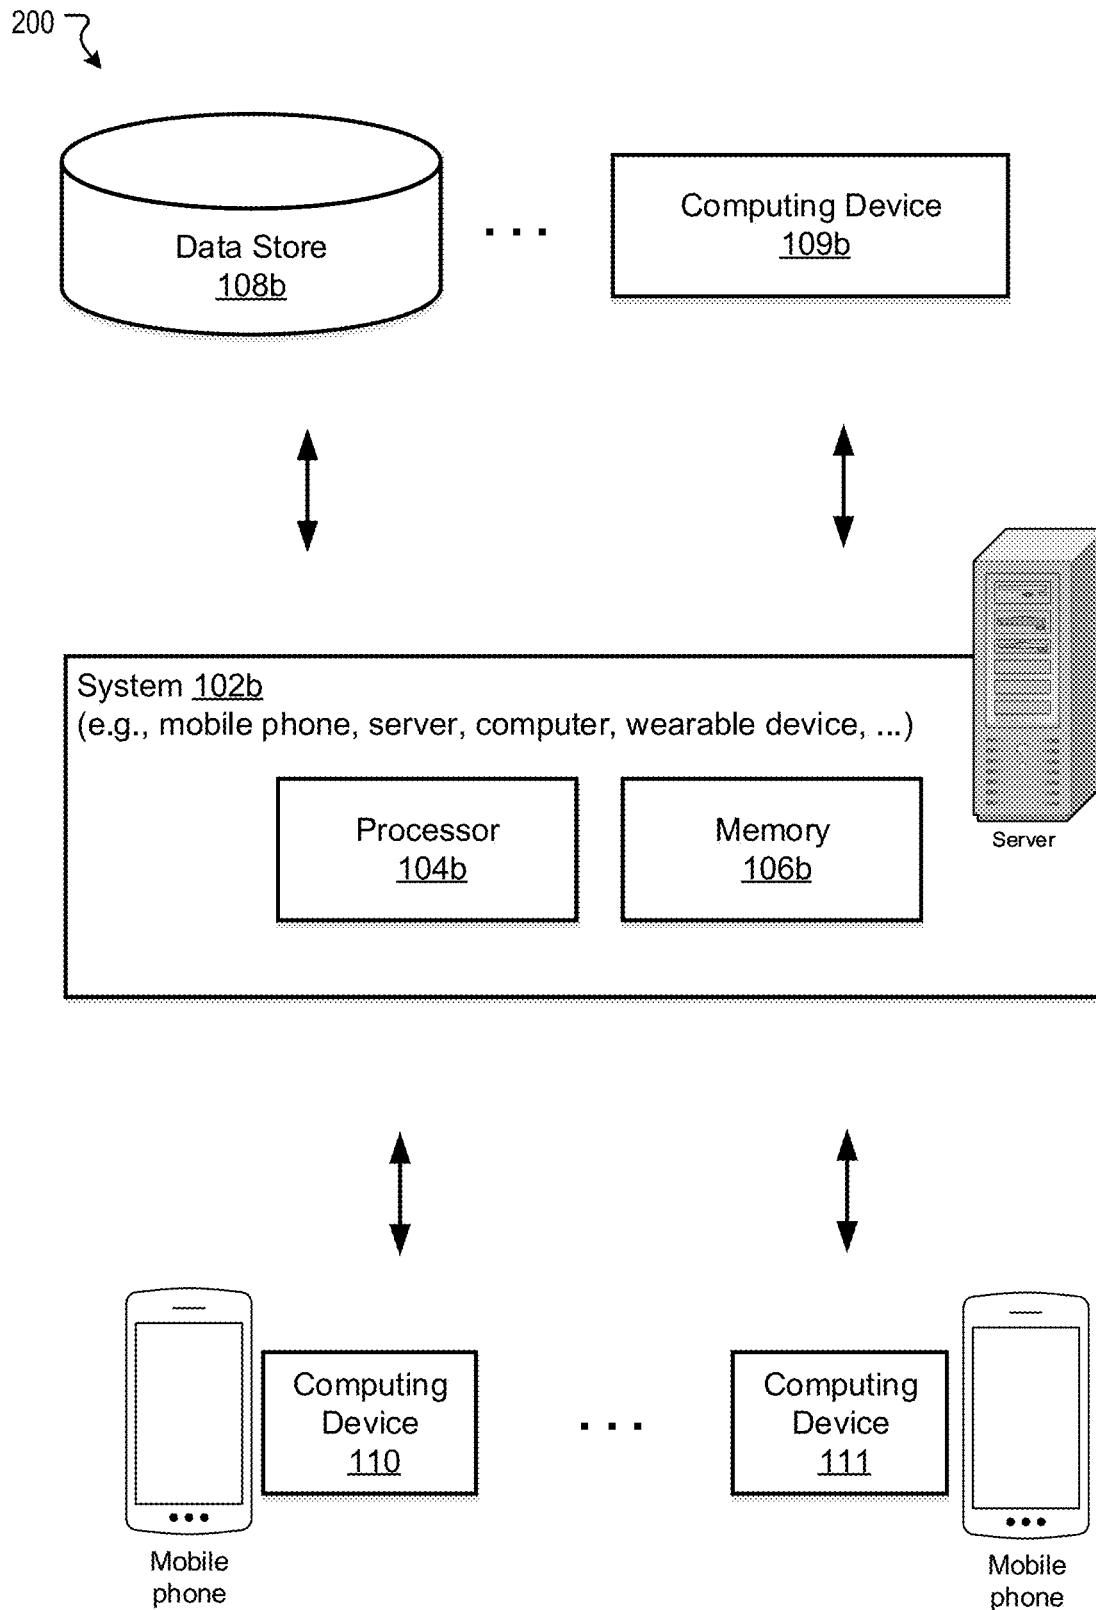 200
Data Store
108b
. . .
Computing Device
109b
System 102b
(e.g., mobile phone, server, computer, wearable device, ...)
Processor
104b
Memory
106b
Server
Computing
Device
110
. . .
Computing
Device
111
Mobile
phone
Mobile
phone